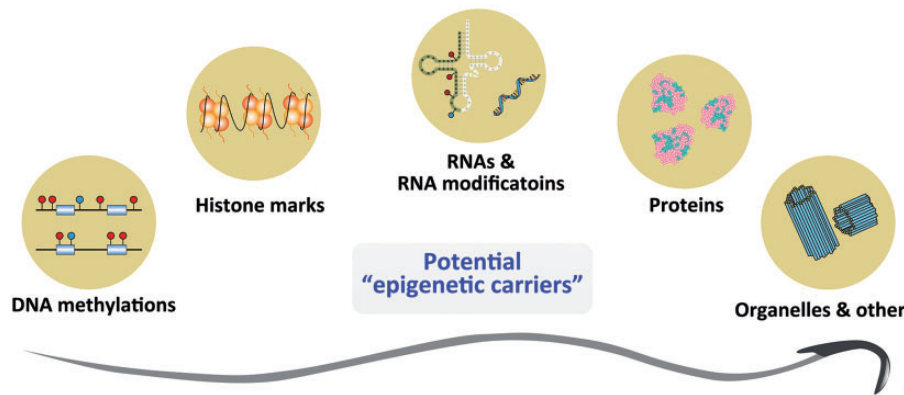 DNA methylations
Histone marks
RNAs &
RNA modificatoins
Proteins
Organelles & other
Potential
“epigenetic carriers”